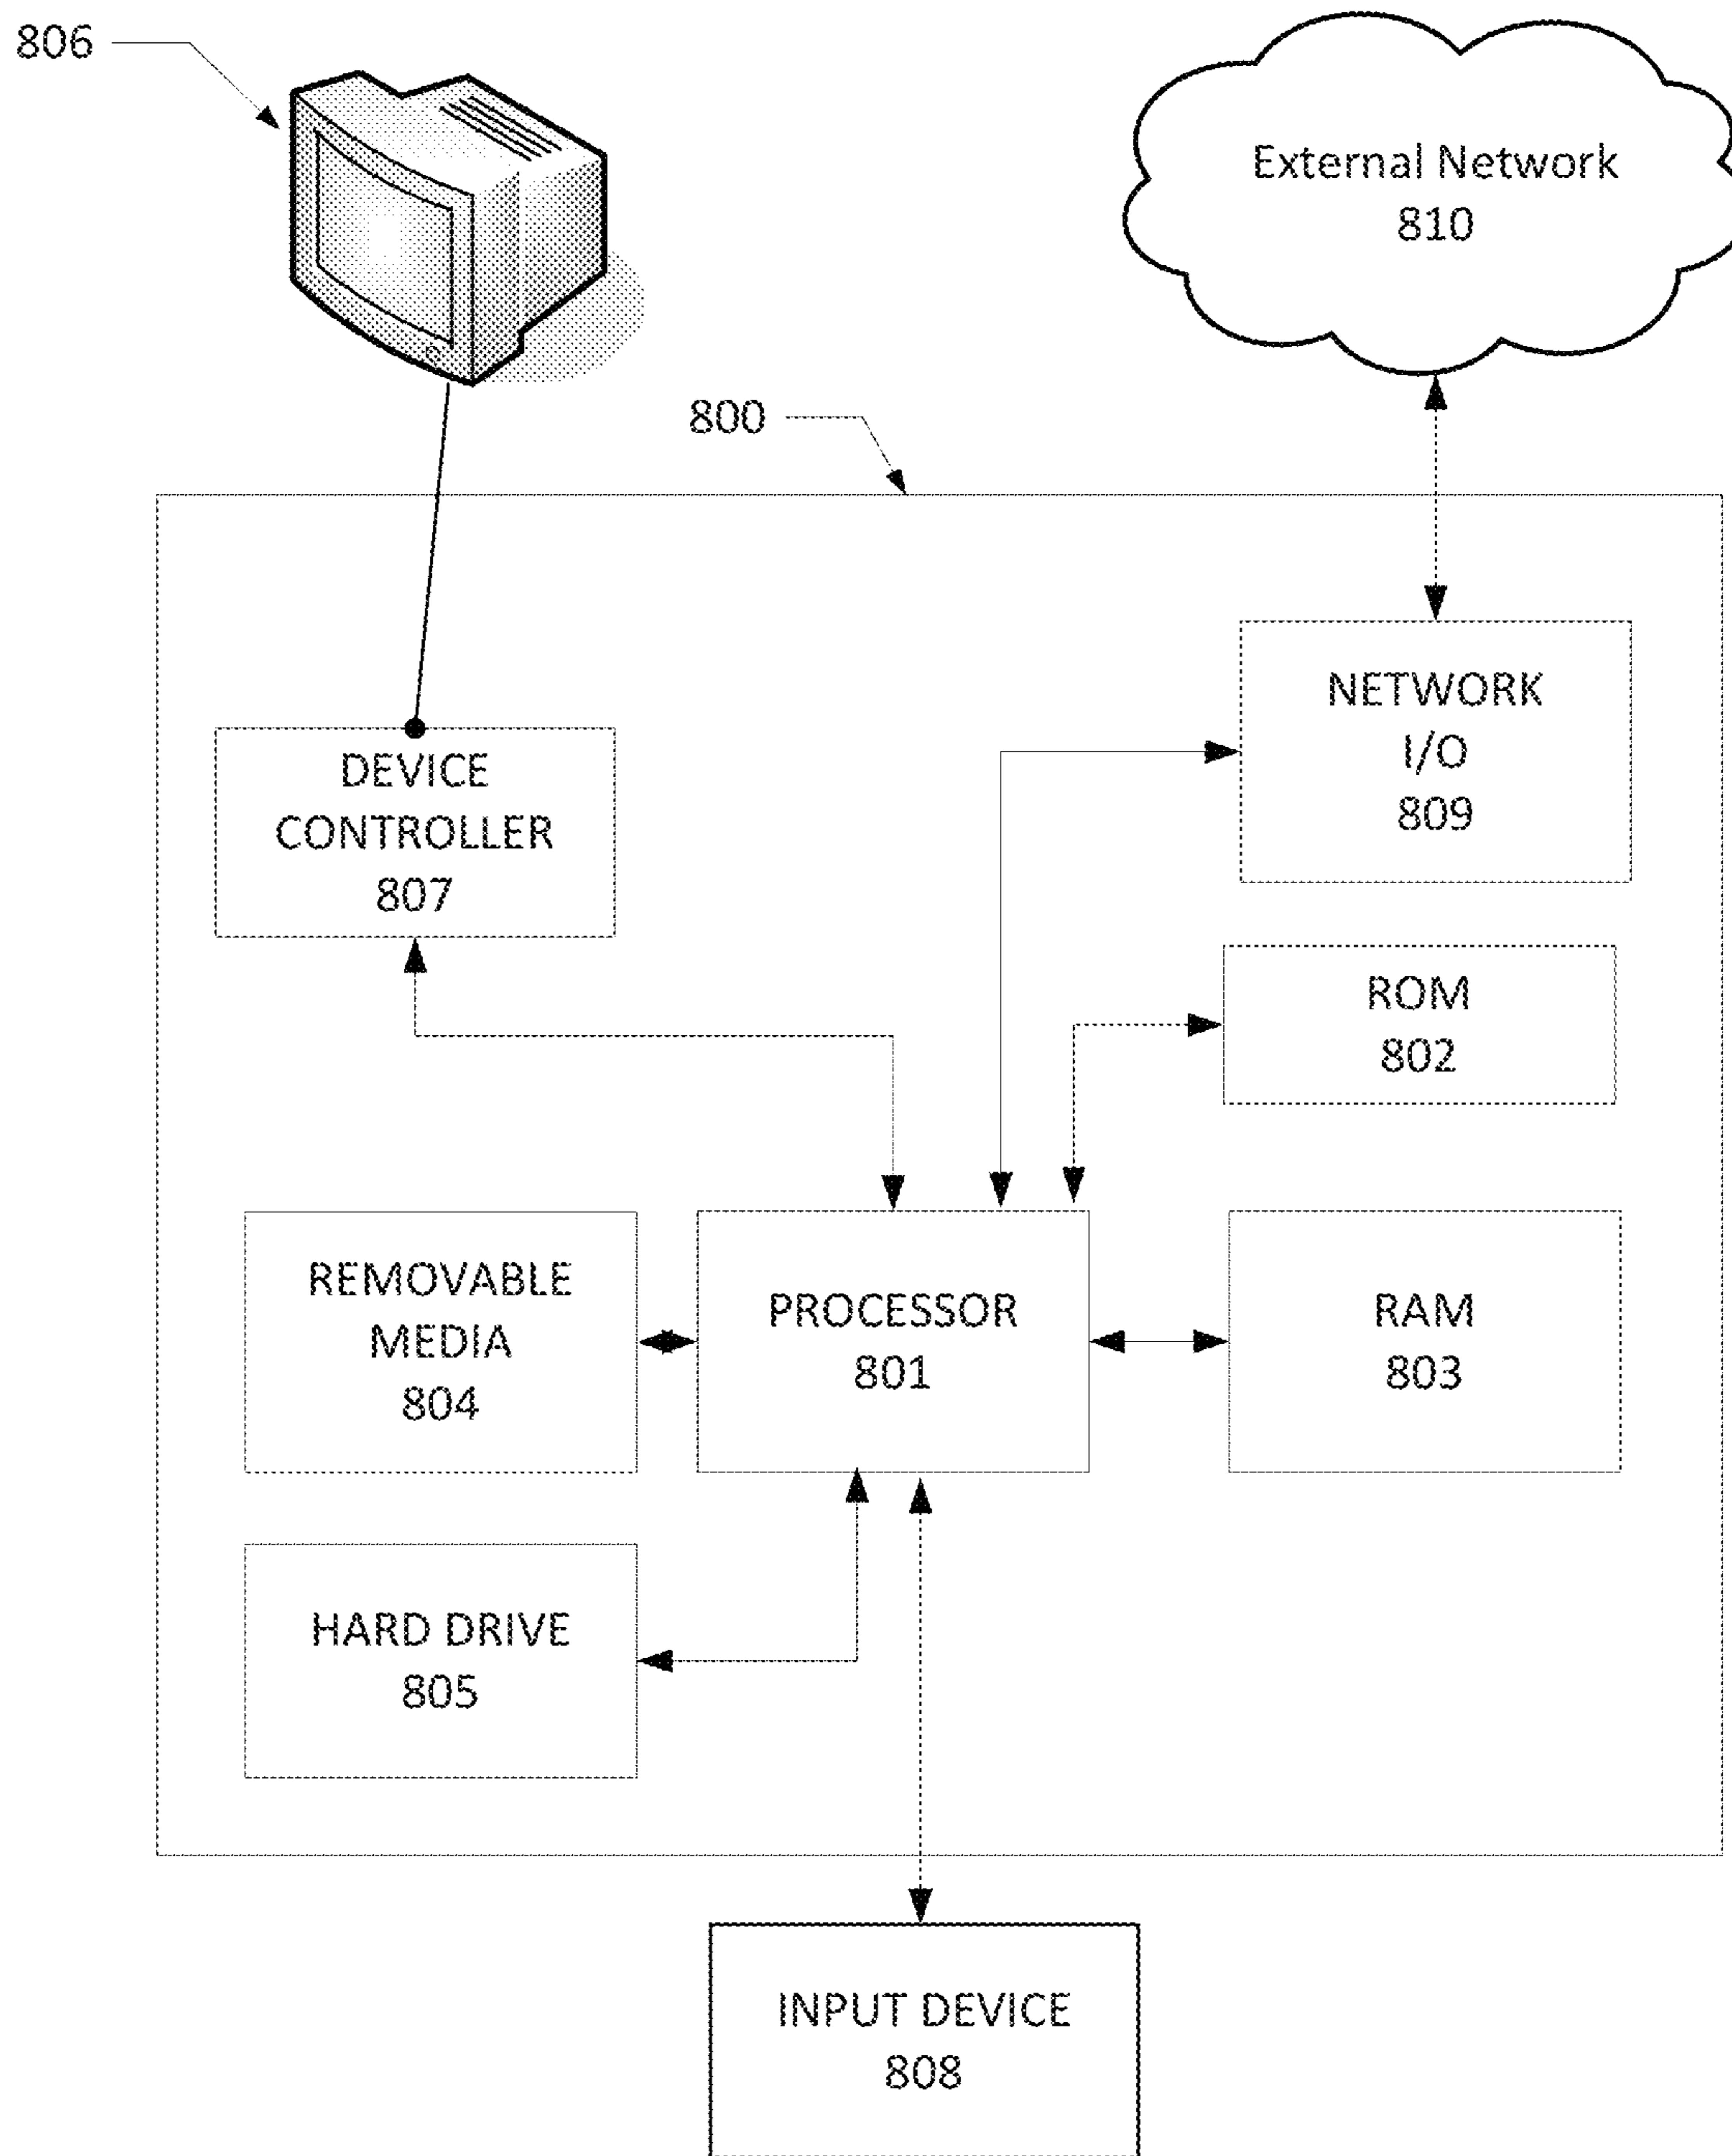 806
External Network
810
800
NETWORK
I/O
809
DEVICE
CONTROLLER
807
ROM
802
REMOVABLE
MEDIA
804
PROCESSOR
801
RAM
803
HARD DRIVE
805
INPUT DEVICE
808